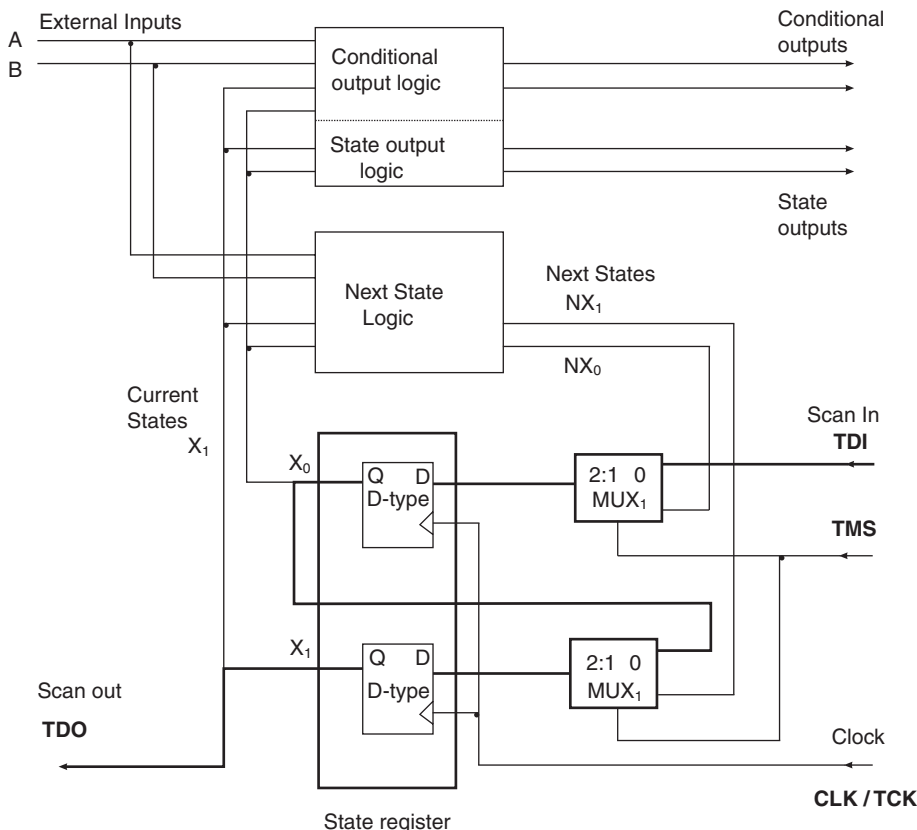 External Inputs
A
B
Conditional
output logic
State output
logic
Conditional
outputs
State
outputs
Next State
Logic
Next States
NX₁
NX₀
Current
States
X₁
Scan In
TDI
X₀
Q D
D-type
2:1 0
MUX₁
TMS
X₁
Q D
D-type
2:1 0
MUX₁
Scan out
TDO
Clock
CLK / TCK
State register